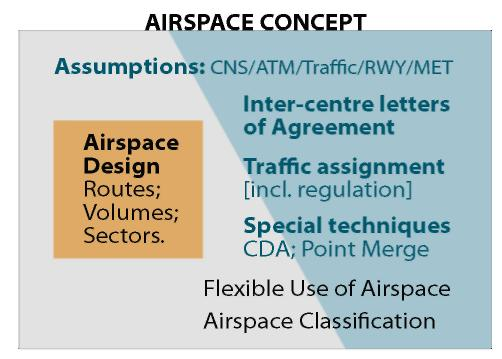 AIRSPACE CONCEPT
Assumptions: CNS/ATM/Traffic/RWY/MET
Inter-centre letters
of Agreement
Airspace
Design
Routes;
Volumes;
Sectors.
Traffic assignment
[incl. regulation]
Special techniques
CDA; Point Merge
Flexible Use of Airspace
Airspace Classification